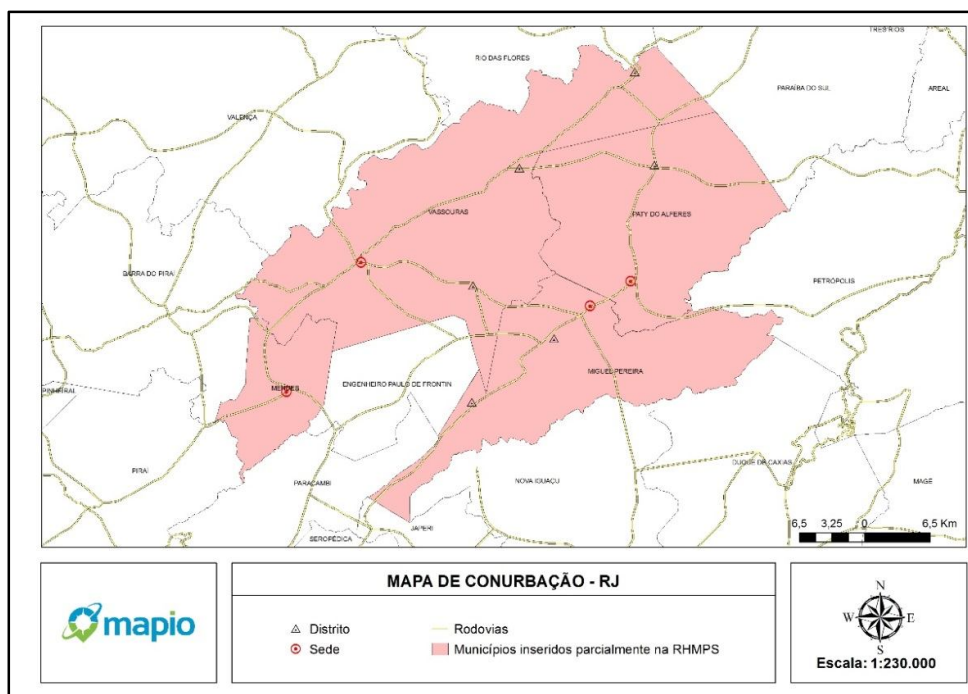 TRÊS RIOS
RIO DAS FLORES
PARAÍBA DO SUL
AREAL
VALENÇA
VASSOURAS
PATY DO ALFERES
BARRA DO PIRAÍ
PETRÓPOLIS
MIGUEL PEREIRA
ENGENHEIRO PAULO DE FRONTIN
MENDES
PINHEIRAL
PIRAÍ
PARACAMBI
NOVA IGUAÇU
DUQUE DE CAXIAS
MAGÉ
JAPERI
SEROPÉDICA
6,5 3,25 0 6,5 Km
mapio
MAPA DE CONURBAÇÃO - RJ
Distrito Rodovias
Sede Municípios inseridos parcialmente na RHMPS
N
W E
S
Escala: 1:230.000